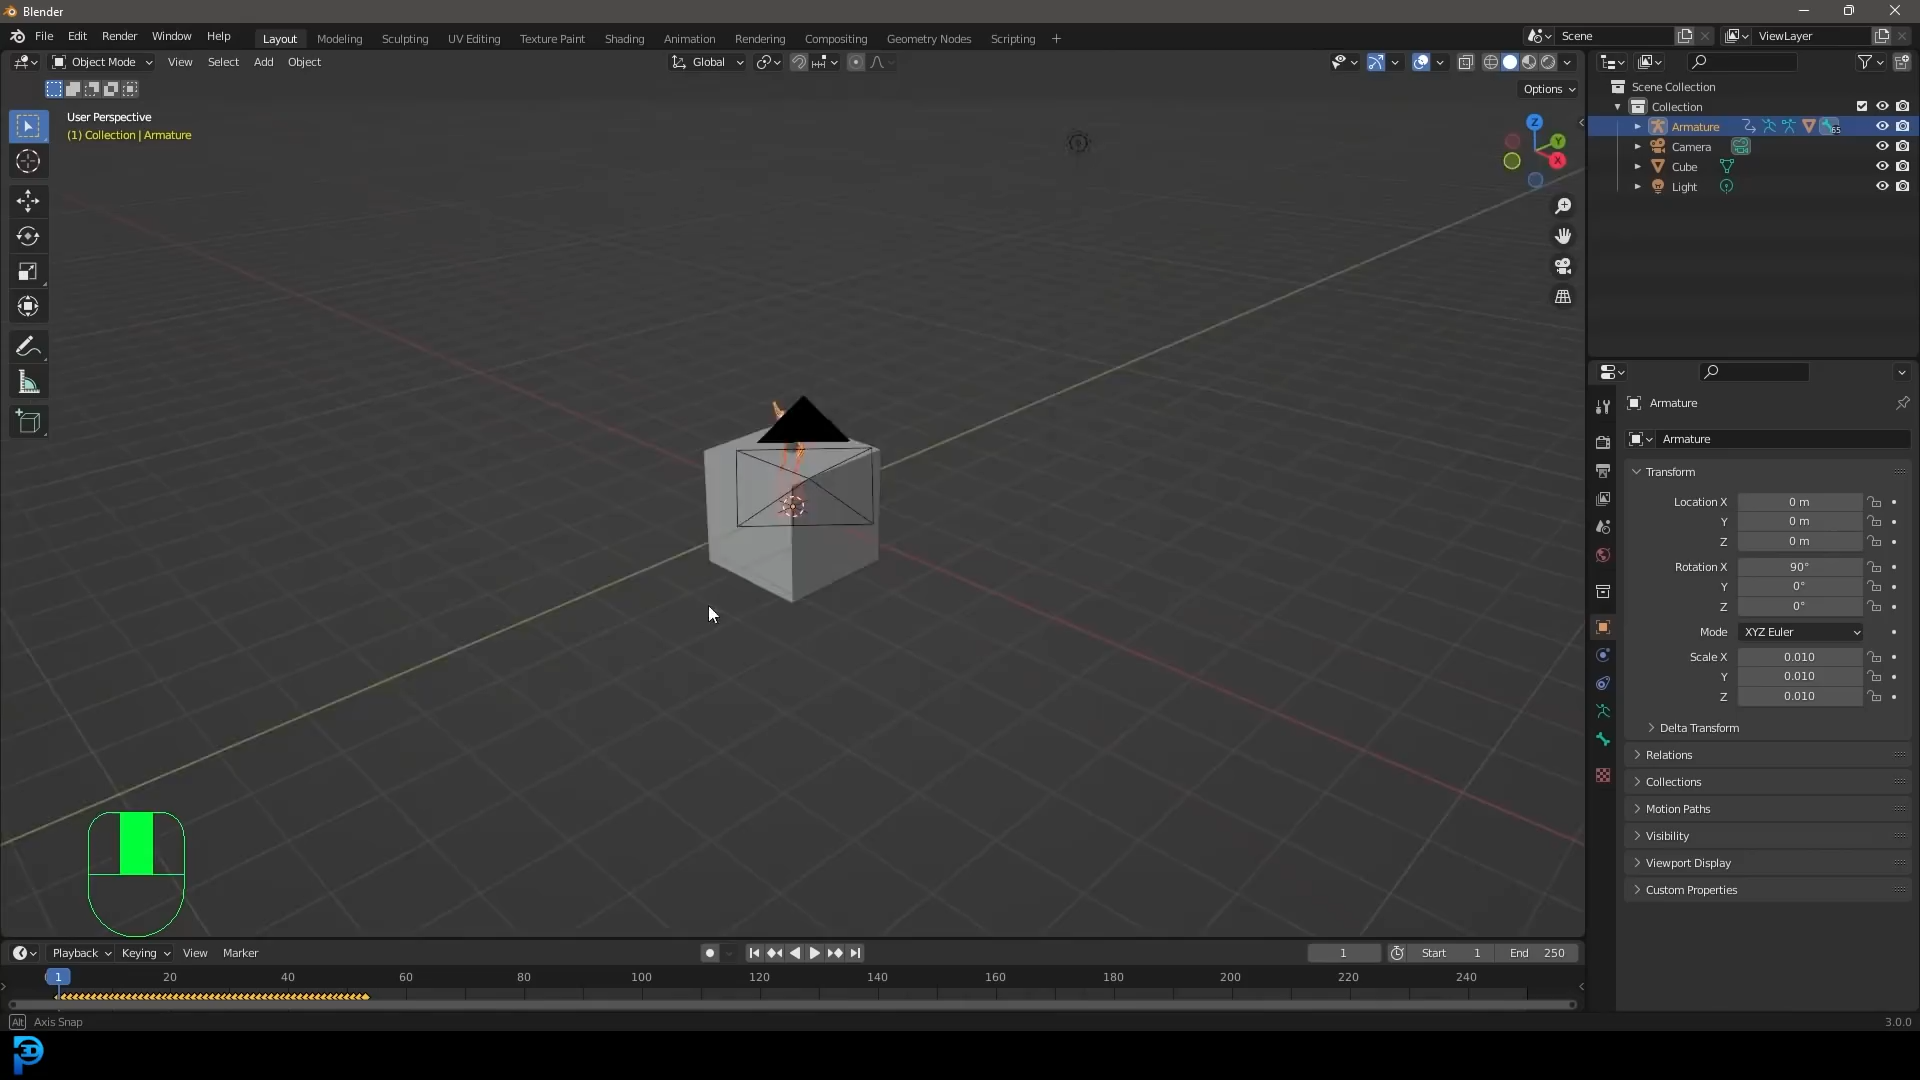 Blender
File Edit Render Window Help
Layout Modeling Sculpting UV Editing Texture Paint Shading Animation Rendering Compositing Geometry Nodes Scripting +
Scene
ViewLayer
Object Mode View Select Add Object
Global
Options
User Perspective
(1) Collection | Armature
Z
Y
X
Scene Collection
Collection
Armature 65
Camera
Cube
Light
Armature
Armature
Transform
Location X 0 m
Y 0 m
Z 0 m
Rotation X 90°
Y 0°
Z 0°
Mode XYZ Euler
Scale X 0.010
Y 0.010
Z 0.010
Delta Transform
Relations
Collections
Motion Paths
Visibility
Viewport Display
Custom Properties
Playback Keying View Marker
1 Start 1 End 250
1 20 40 60 80 100 120 140 160 180 200 220 240
Alt Axis Snap
3.0.0
P3D